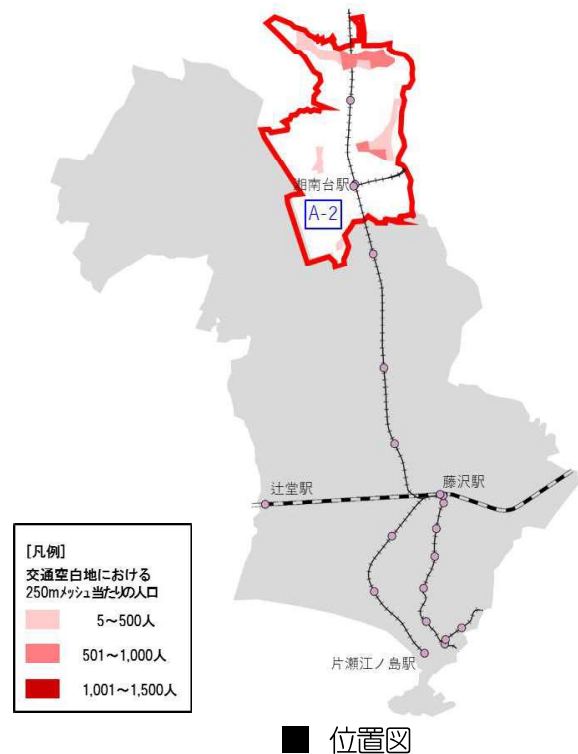 湘南台駅
A-2
辻堂駅
藤沢駅
片瀬江ノ島駅
[凡例]
交通空白地における
250mメッシュ当たりの人口
5～500人
501～1,000人
1,001～1,500人
■ 位置図